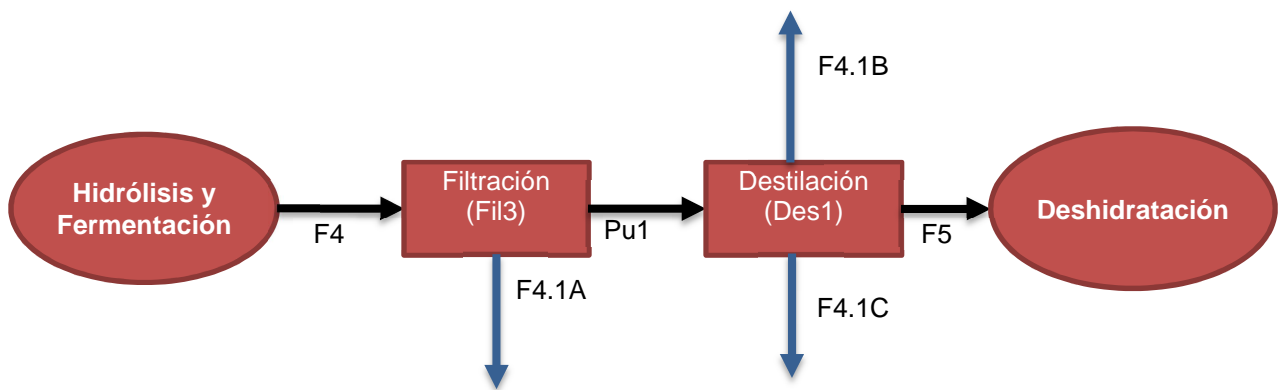 F4.1B
Hidrólisis y
Fermentación
F4
Filtración
(Fil3)
Pu1
Destilación
(Des1)
F5
Deshidratación
F4.1A
F4.1C